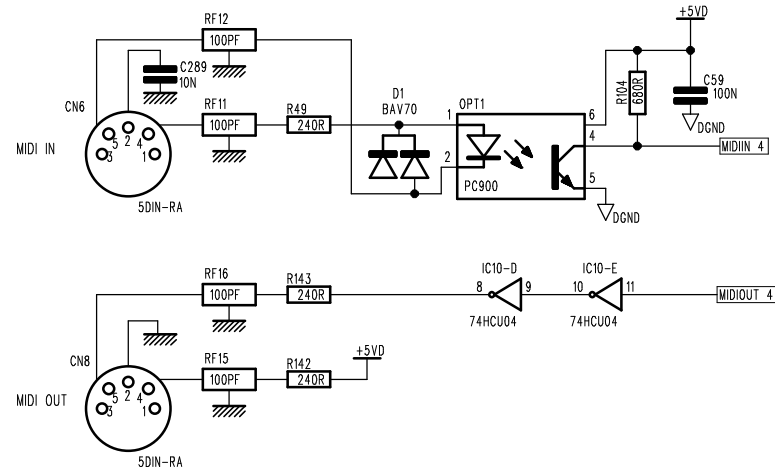 RF12
100PF
C289
10N
CN6
RF11
100PF
R49
240R
D1
BAV70
OPT1
1
2
PC900
6
4
5
+5VD
R104
680R
C59
100N
DGND
MIDIIN 4
DGND
MIDI IN
5 2 4
3 1
5DIN-RA
RF16
100PF
R143
240R
IC10-D
8 9
74HCU04
IC10-E
10 11
74HCU04
MIDIOUT 4
CN8
RF15
100PF
R142
240R
+5VD
MIDI OUT
5 2 4
3 1
5DIN-RA